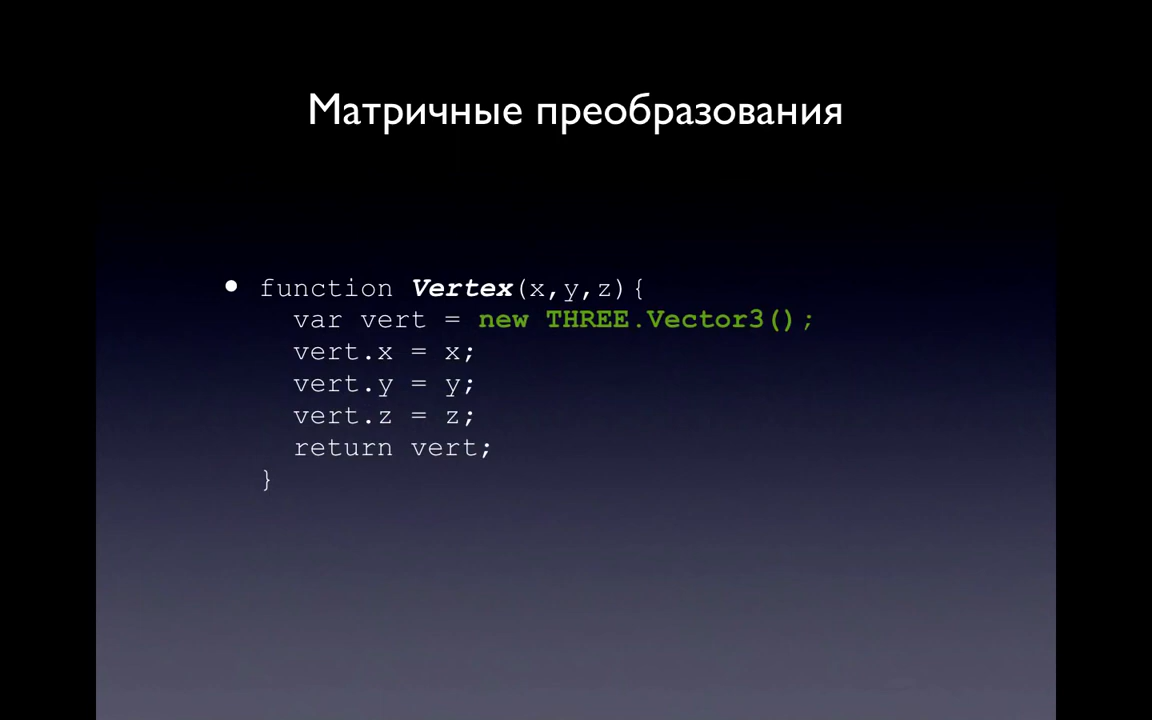 Матричные преобразования
• function Vertex(x,y,z){
var vert = new THREE.Vector3();
vert.x = x;
vert.y = y;
vert.z = z;
return vert;
}